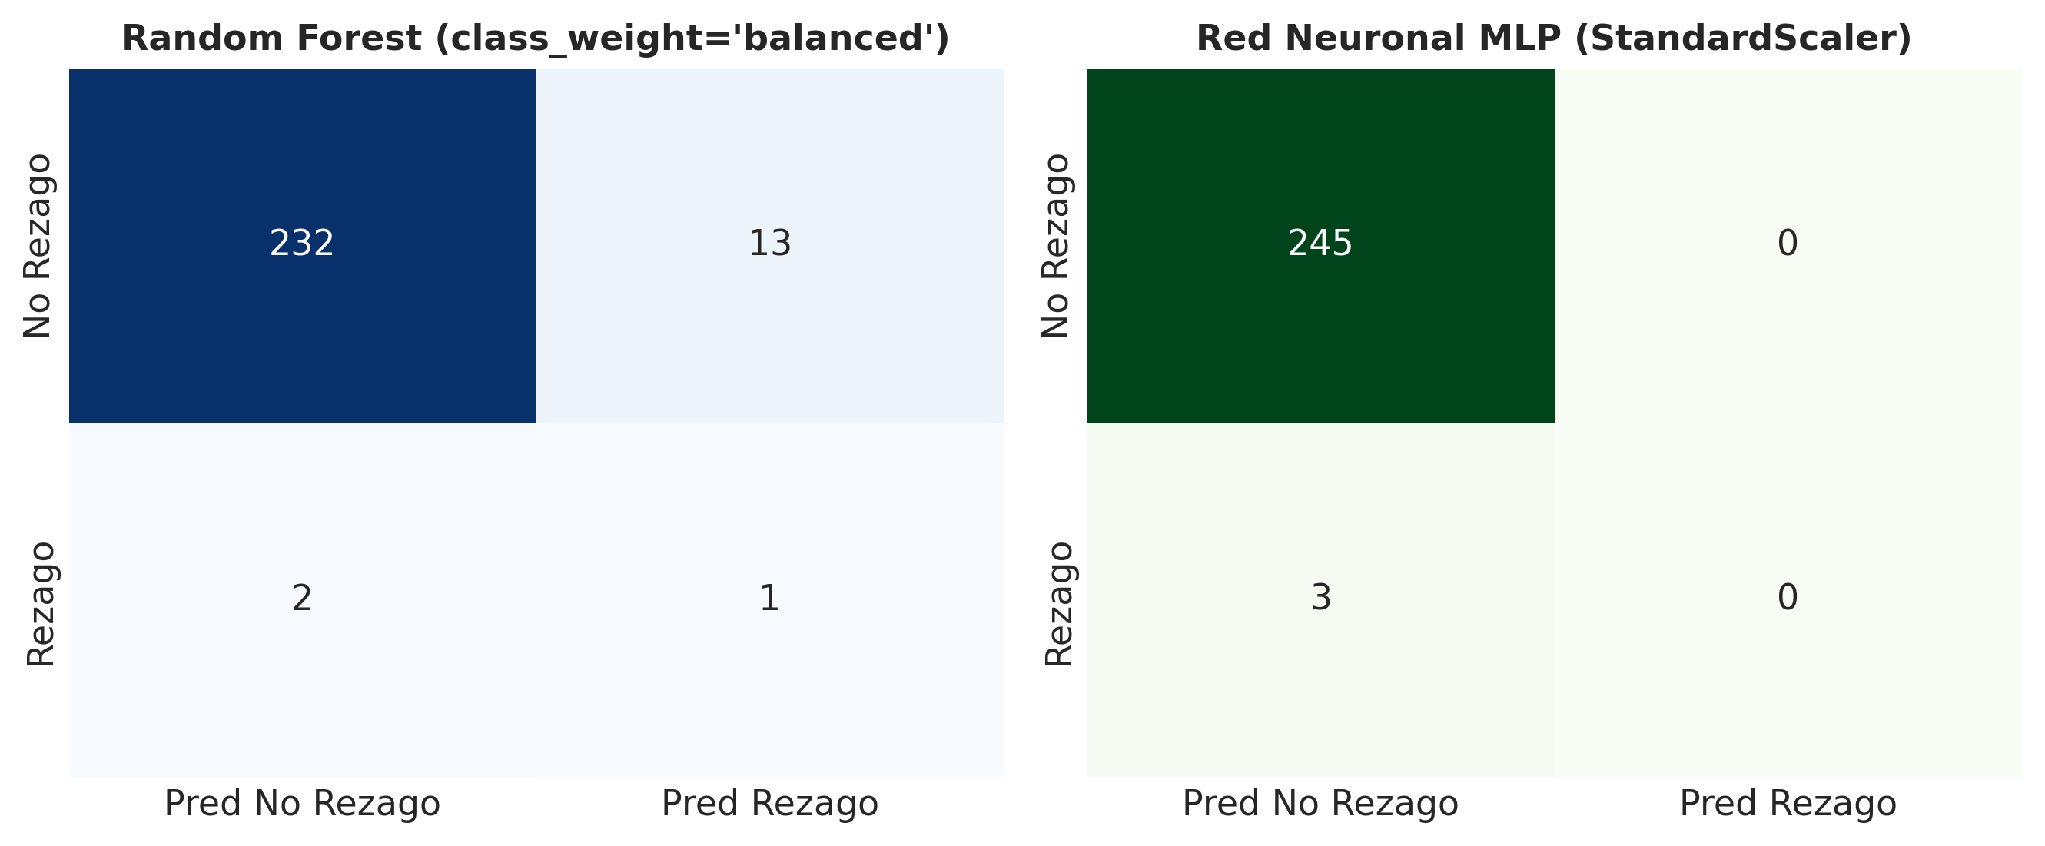 Random Forest (class_weight='balanced')
No Rezago
232
13
Rezago
2
1
Pred No Rezago
Pred Rezago
Red Neuronal MLP (StandardScaler)
No Rezago
245
0
Rezago
3
0
Pred No Rezago
Pred Rezago